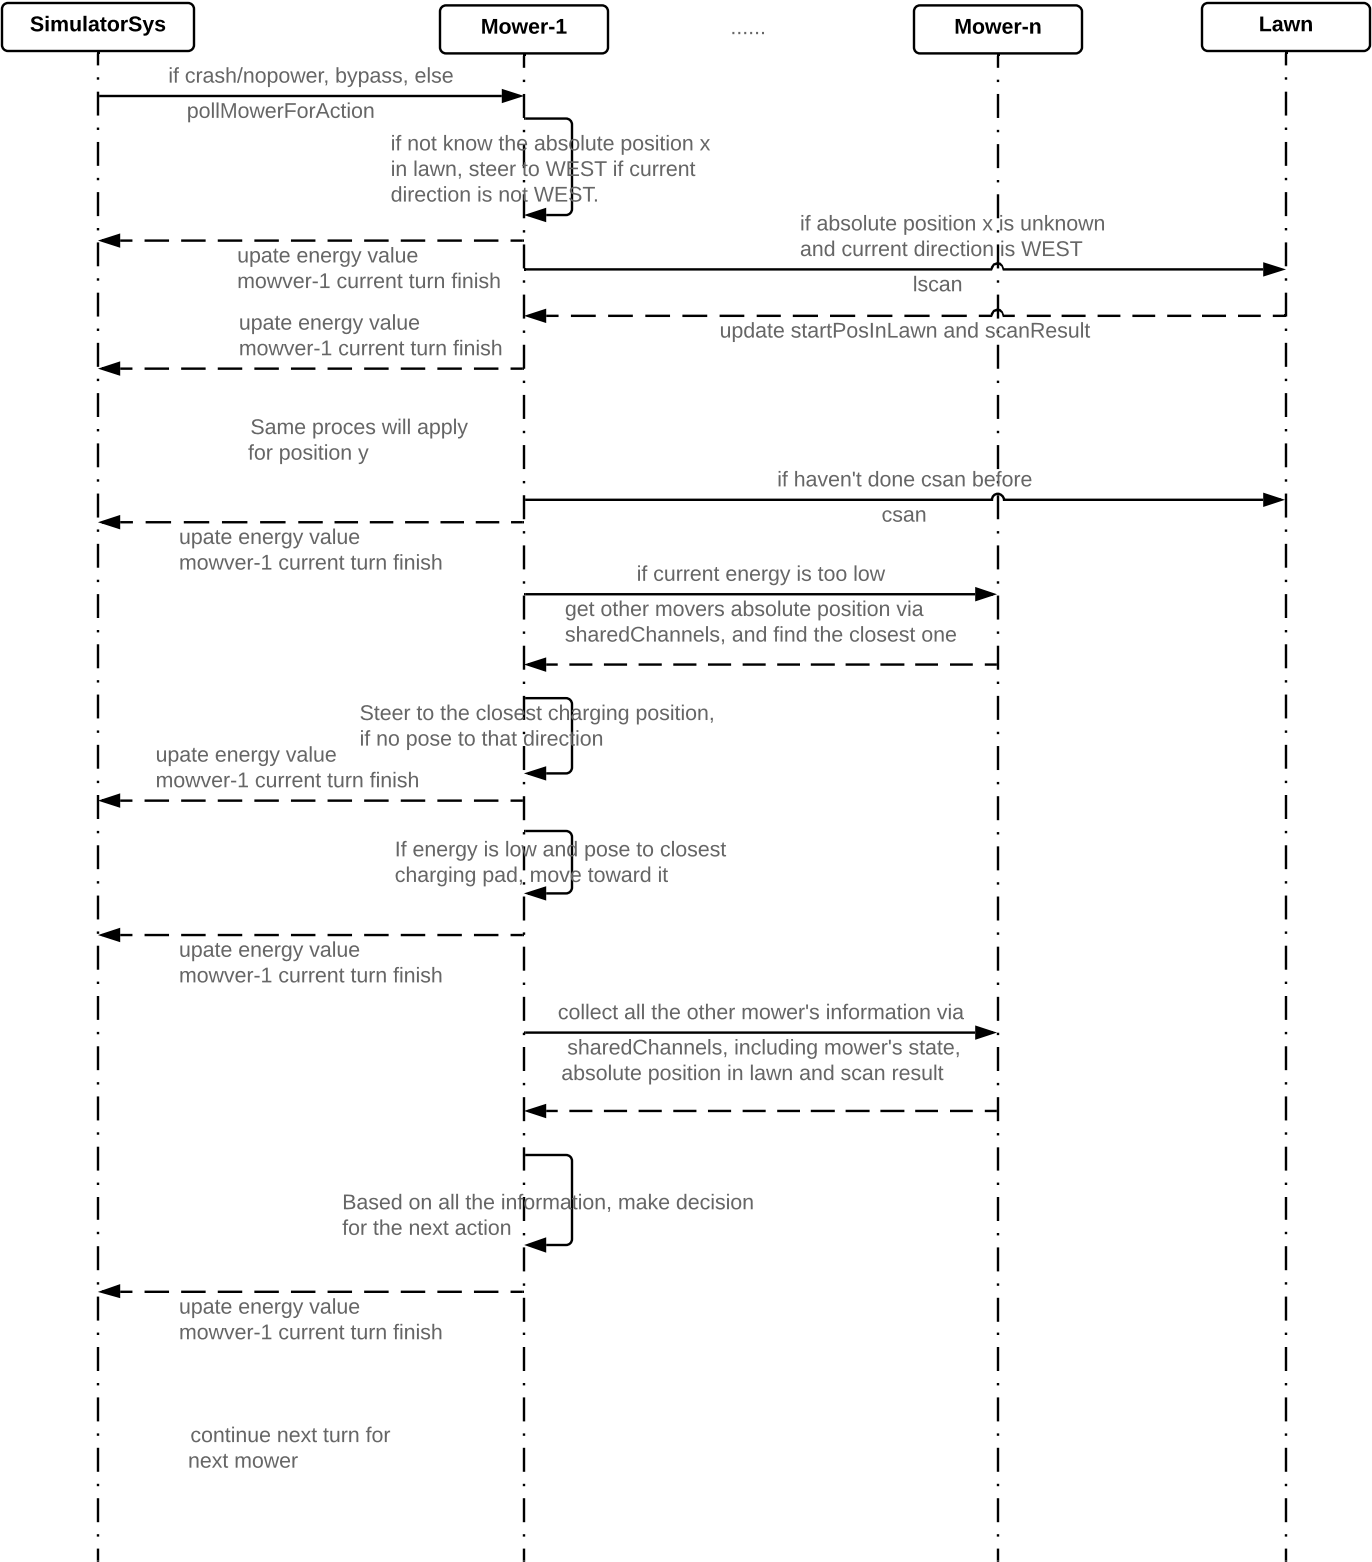 SimulatorSys
Mower-1
......
Mower-n
Lawn
if crash/nopower, bypass, else
pollMowerForAction
if not know the absolute position x
in lawn, steer to WEST if current
direction is not WEST.
if absolute position x is unknown
and current direction is WEST
upate energy value
mowver-1 current turn finish
lscan
upate energy value
mowver-1 current turn finish
update startPosInLawn and scanResult
Same proces will apply
for position y
if haven't done csan before
csan
upate energy value
mowver-1 current turn finish
if current energy is too low
get other movers absolute position via
sharedChannels, and find the closest one
Steer to the closest charging position,
if no pose to that direction
upate energy value
mowver-1 current turn finish
If energy is low and pose to closest
charging pad, move toward it
upate energy value
mowver-1 current turn finish
collect all the other mower's information via
sharedChannels, including mower's state,
absolute position in lawn and scan result
Based on all the information, make decision
for the next action
upate energy value
mowver-1 current turn finish
continue next turn for
next mower